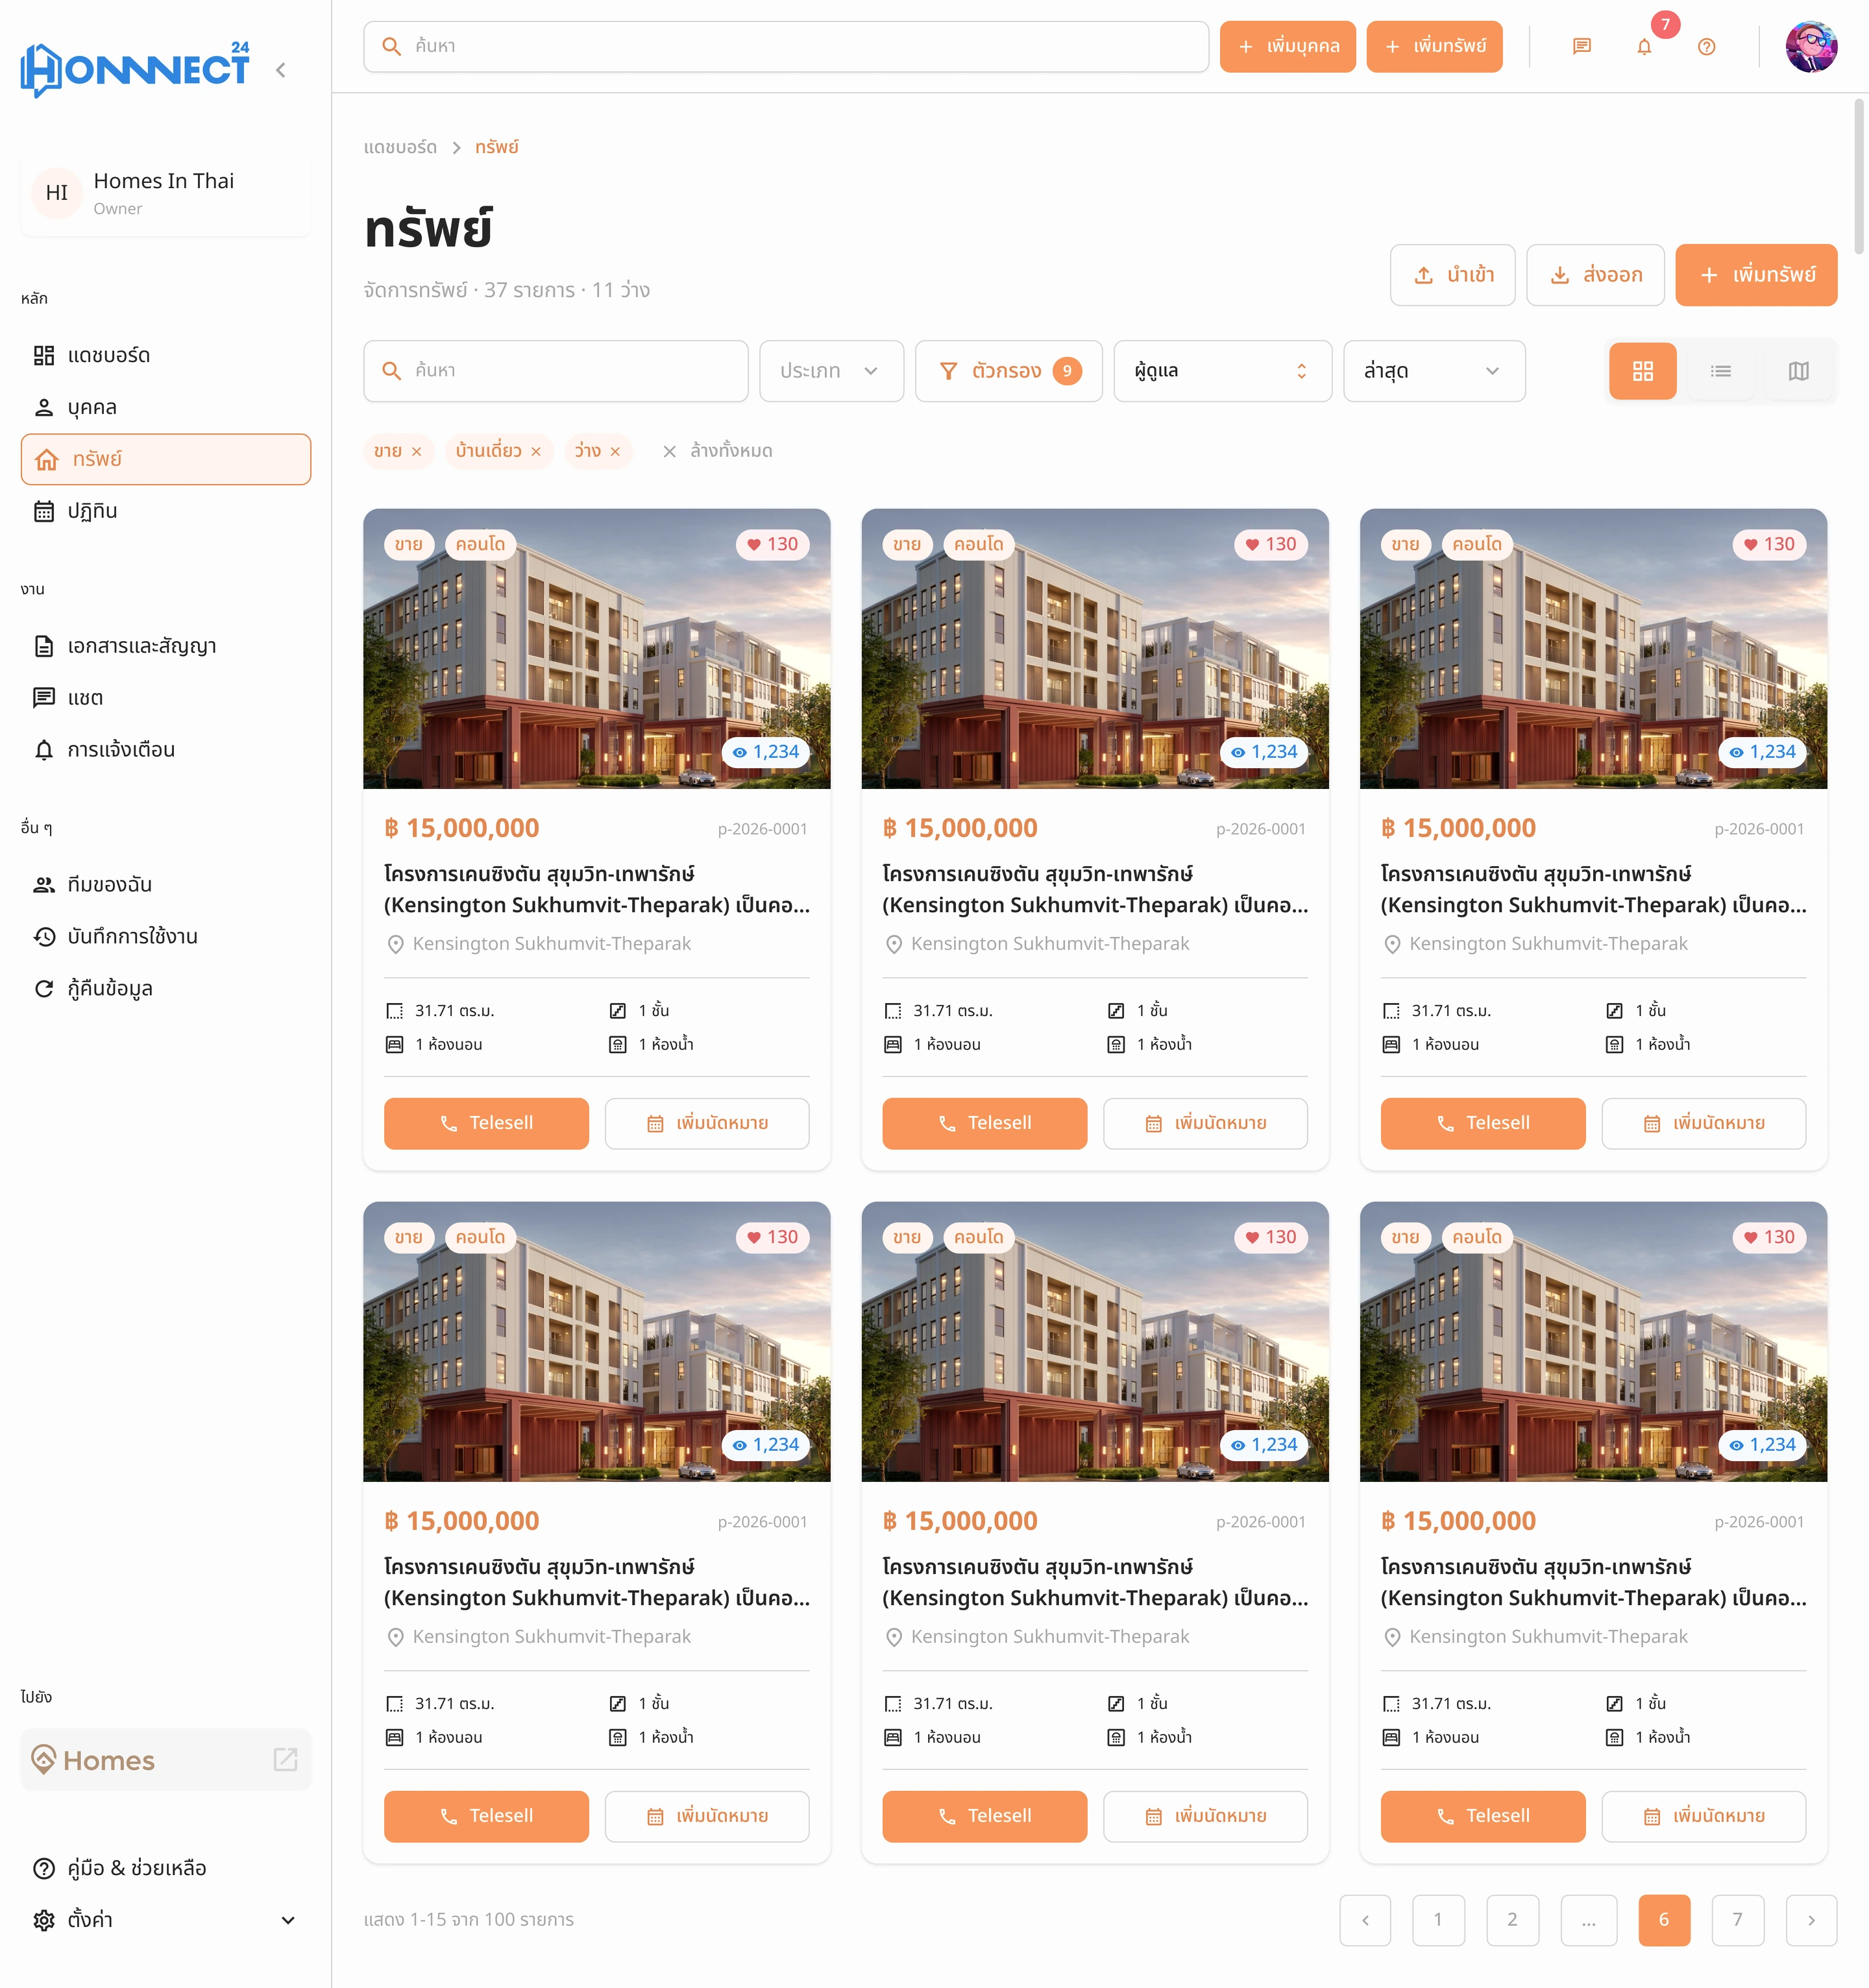 HONNNECT 24
ค้นหา
เพิ่มบุคคล
เพิ่มทรัพย์
7
HI
Homes In Thai
Owner
หลัก
แดชบอร์ด
บุคคล
ทรัพย์
ปฏิทิน
งาน
เอกสารและสัญญา
แชต
การแจ้งเตือน
อื่น ๆ
ทีมของฉัน
บันทึกการใช้งาน
กู้คืนข้อมูล
ไปยัง
Homes
คู่มือ & ช่วยเหลือ
ตั้งค่า
แดชบอร์ด > ทรัพย์
ทรัพย์
จัดการทรัพย์ · 37 รายการ · 11 ว่าง
นำเข้า
ส่งออก
เพิ่มทรัพย์
ค้นหา
ประเภท
ตัวกรอง 9
ผู้ดูแล
ล่าสุด
ขาย ×
บ้านเดี่ยว ×
ว่าง ×
× ล้างทั้งหมด
ขาย คอนโด 130
1,234
฿ 15,000,000 p-2026-0001
โครงการเคนซิงตัน สุขุมวิท-เทพารักษ์
(Kensington Sukhumvit-Theparak) เป็นคอ...
Kensington Sukhumvit-Theparak
31.71 ตร.ม. 1 ชั้น
1 ห้องนอน 1 ห้องน้ำ
Telesell เพิ่มนัดหมาย
ขาย คอนโด 130
1,234
฿ 15,000,000 p-2026-0001
โครงการเคนซิงตัน สุขุมวิท-เทพารักษ์
(Kensington Sukhumvit-Theparak) เป็นคอ...
Kensington Sukhumvit-Theparak
31.71 ตร.ม. 1 ชั้น
1 ห้องนอน 1 ห้องน้ำ
Telesell เพิ่มนัดหมาย
ขาย คอนโด 130
1,234
฿ 15,000,000 p-2026-0001
โครงการเคนซิงตัน สุขุมวิท-เทพารักษ์
(Kensington Sukhumvit-Theparak) เป็นคอ...
Kensington Sukhumvit-Theparak
31.71 ตร.ม. 1 ชั้น
1 ห้องนอน 1 ห้องน้ำ
Telesell เพิ่มนัดหมาย
ขาย คอนโด 130
1,234
฿ 15,000,000 p-2026-0001
โครงการเคนซิงตัน สุขุมวิท-เทพารักษ์
(Kensington Sukhumvit-Theparak) เป็นคอ...
Kensington Sukhumvit-Theparak
31.71 ตร.ม. 1 ชั้น
1 ห้องนอน 1 ห้องน้ำ
Telesell เพิ่มนัดหมาย
ขาย คอนโด 130
1,234
฿ 15,000,000 p-2026-0001
โครงการเคนซิงตัน สุขุมวิท-เทพารักษ์
(Kensington Sukhumvit-Theparak) เป็นคอ...
Kensington Sukhumvit-Theparak
31.71 ตร.ม. 1 ชั้น
1 ห้องนอน 1 ห้องน้ำ
Telesell เพิ่มนัดหมาย
ขาย คอนโด 130
1,234
฿ 15,000,000 p-2026-0001
โครงการเคนซิงตัน สุขุมวิท-เทพารักษ์
(Kensington Sukhumvit-Theparak) เป็นคอ...
Kensington Sukhumvit-Theparak
31.71 ตร.ม. 1 ชั้น
1 ห้องนอน 1 ห้องน้ำ
Telesell เพิ่มนัดหมาย
แสดง 1-15 จาก 100 รายการ
1 2 ... 6 7